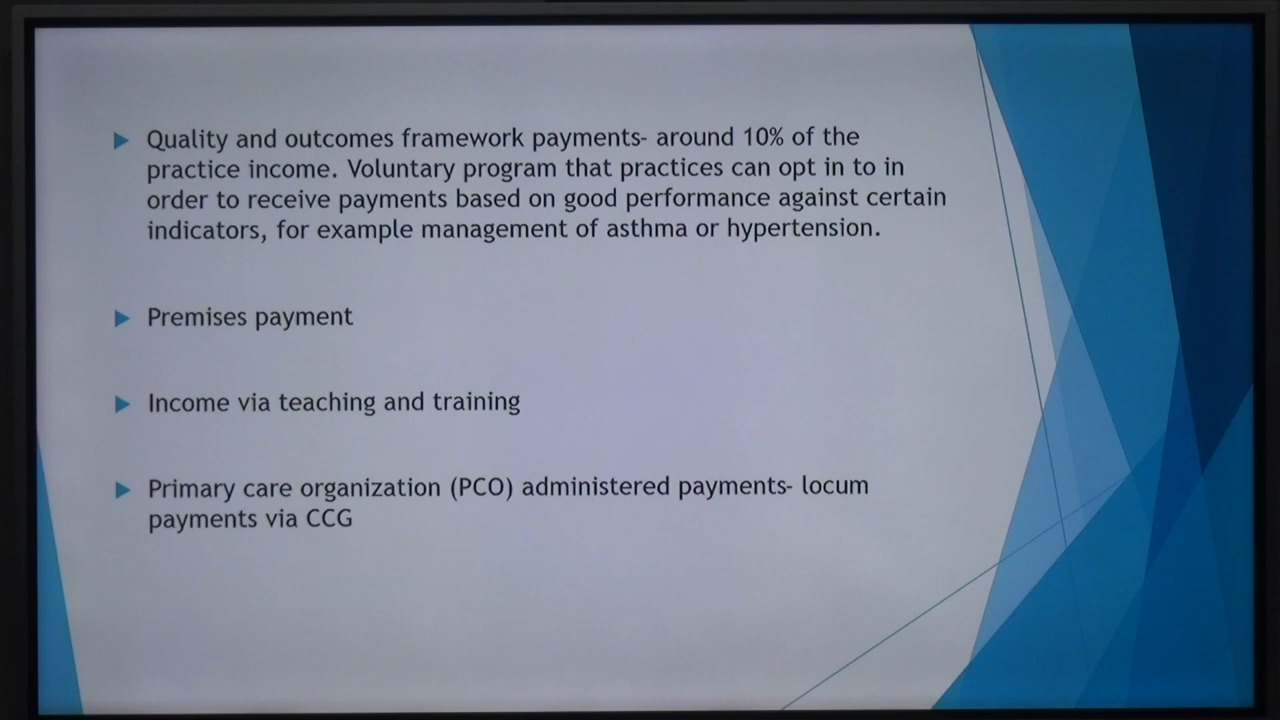 Quality and outcomes framework payments- around 10% of the
practice income. Voluntary program that practices can opt in to in
order to receive payments based on good performance against certain
indicators, for example management of asthma or hypertension.
Premises payment
Income via teaching and training
Primary care organization (PCO) administered payments- locum
payments via CCG